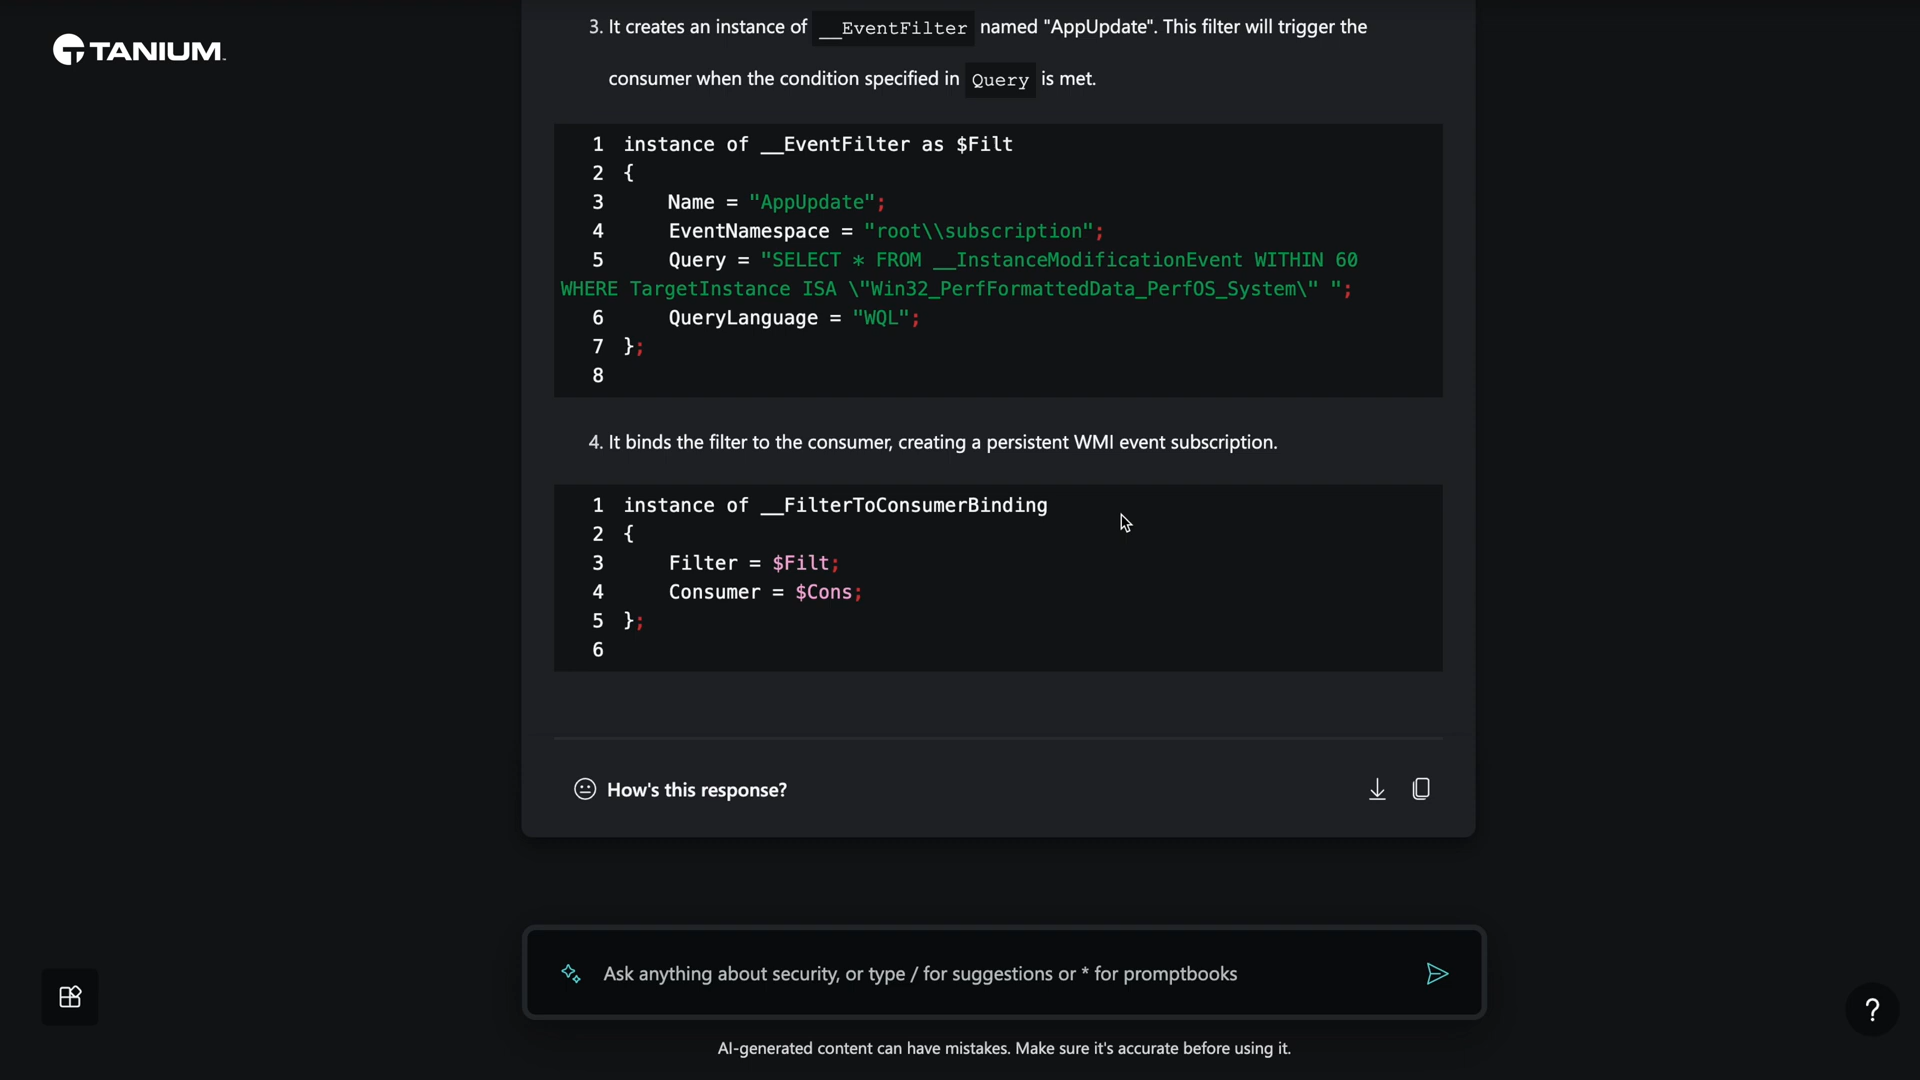 TANIUM.
3. It creates an instance of __EventFilter named "AppUpdate". This filter will trigger the
consumer when the condition specified in Query is met.
1 instance of __EventFilter as $Filt
2 {
3 Name = "AppUpdate";
4 EventNamespace = "root\\subscription";
5 Query = "SELECT * FROM __InstanceModificationEvent WITHIN 60
WHERE TargetInstance ISA \"Win32_PerfFormattedData_PerfOS_System\" ";
6 QueryLanguage = "WQL";
7 };
8
4. It binds the filter to the consumer, creating a persistent WMI event subscription.
1 instance of __FilterToConsumerBinding
2 {
3 Filter = $Filt;
4 Consumer = $Cons;
5 };
6
How's this response?
Ask anything about security, or type / for suggestions or * for promptbooks
?
AI-generated content can have mistakes. Make sure it's accurate before using it.